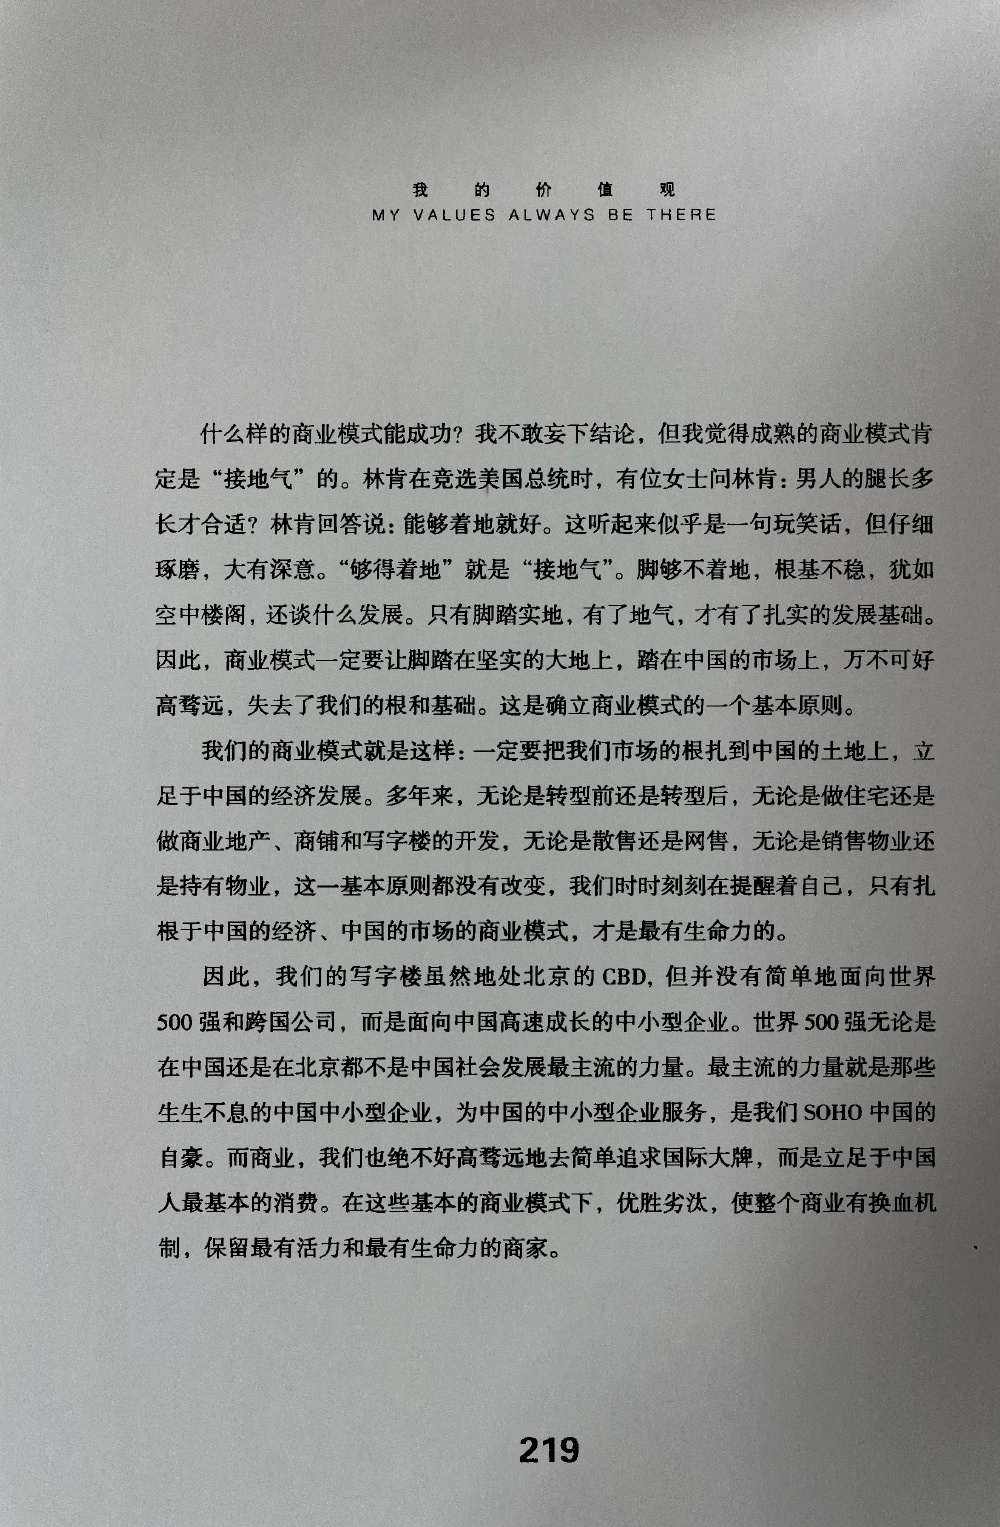 我的价值观
MY VALUES ALWAYS BE THERE
什么样的商业模式能成功？我不敢妄下结论，但我觉得成熟的商业模式肯
定是“接地气”的。林肯在竞选美国总统时，有位女士问林肯：男人的腿长多
长才合适？林肯回答说：能够着地就好。这听起来似乎是一句玩笑话，但仔细
琢磨，大有深意。“够得着地”就是“接地气”。脚够不着地，根基不稳，犹如
空中楼阁，还谈什么发展。只有脚踏实地，有了地气，才有了扎实的发展基础。
因此，商业模式一定要让脚踏在坚实的大地上，踏在中国的市场上，万不可好
高骛远，失去了我们的根和基础。这是确立商业模式的一个基本原则。
我们的商业模式就是这样：一定要把我们市场的根扎到中国的土地上，立
足于中国的经济发展。多年来，无论是转型前还是转型后，无论是做住宅还是
做商业地产、商铺和写字楼的开发，无论是散售还是网售，无论是销售物业还
是持有物业，这一基本原则都没有改变，我们时时刻刻在提醒着自己，只有扎
根于中国的经济、中国的市场的商业模式，才是最有生命力的。
因此，我们的写字楼虽然地处北京的 CBD，但并没有简单地面向世界
500 强和跨国公司，而是面向中国高速成长的中小型企业。世界 500 强无论是
在中国还是在北京都不是中国社会发展最主流的力量。最主流的力量就是那些
生生不息的中国中小型企业，为中国的中小型企业服务，是我们 SOHO 中国的
自豪。而商业，我们也绝不好高骛远地去简单追求国际大牌，而是立足于中国
人最基本的消费。在这些基本的商业模式下，优胜劣汰，使整个商业有换血机
制，保留最有活力和最有生命力的商家。
219